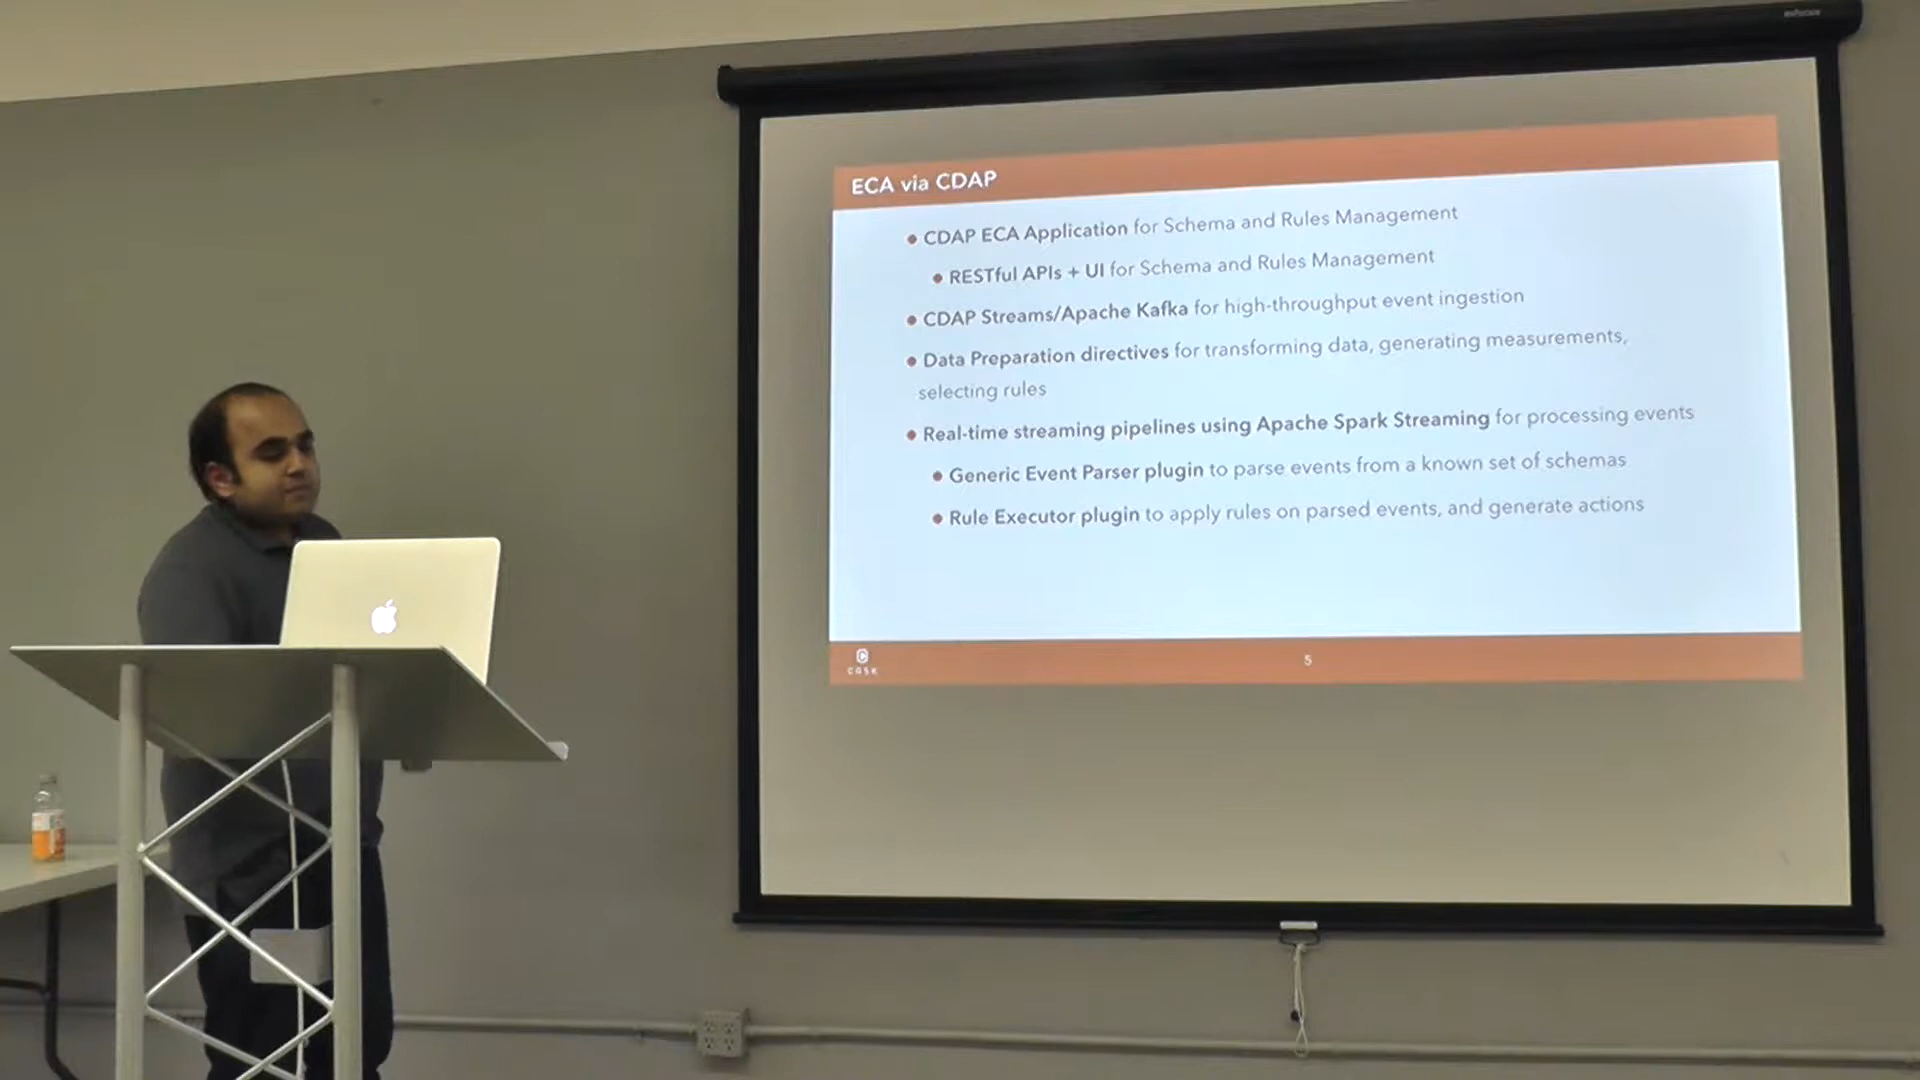 ECA via CDAP
● CDAP ECA Application for Schema and Rules Management
● RESTful APIs + UI for Schema and Rules Management
● CDAP Streams/Apache Kafka for high-throughput event ingestion
● Data Preparation directives for transforming data, generating measurements,
selecting rules
● Real-time streaming pipelines using Apache Spark Streaming for processing events
● Generic Event Parser plugin to parse events from a known set of schemas
● Rule Executor plugin to apply rules on parsed events, and generate actions
CASK
5